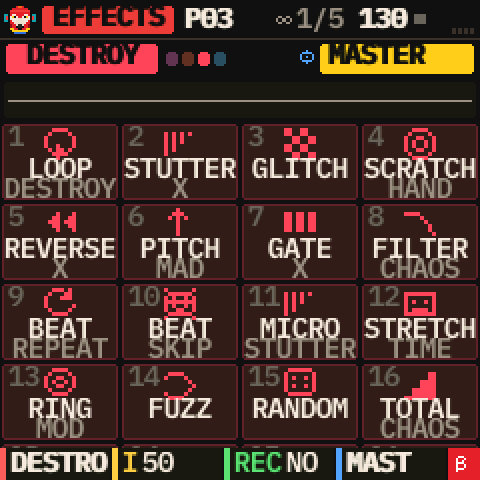 EFFECTS P03 ∞1/5 130
DESTROY MASTER
1 2 3 4
LOOP STUTTER GLITCH SCRATCH
DESTROY X HAND
5 6 7 8
REVERSE PITCH GATE FILTER
X MAD X CHAOS
9 10 11 12
BEAT BEAT MICRO STRETCH
REPEAT SKIP STUTTER TIME
13 14 15 16
RING FUZZ RANDOM TOTAL
MOD CHAOS
DESTRO I 50 REC NO MAST β